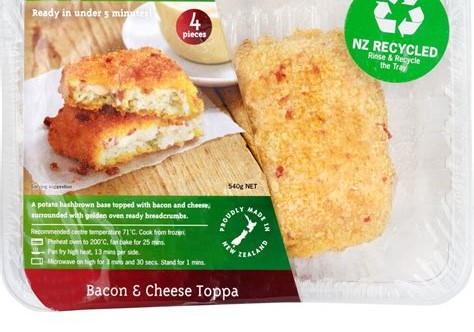 Ready in under 5 minutes!
4
pieces
NZ RECYCLED
Rinse & Recycle
the Tray
Serving suggestion
540g NET
A potato hashbrown base topped with bacon and cheese,
surrounded with golden oven ready breadcrumbs.
Recommended centre temperature 71°C. Cook from frozen.
Preheat oven to 200°C, fan bake for 25 mins.
Pan fry high heat, 13 mins per side.
Microwave on high for 3 mins and 30 secs. Stand for 1 mins.
PROUDLY MADE IN
NEW ZEALAND
Bacon & Cheese Toppa